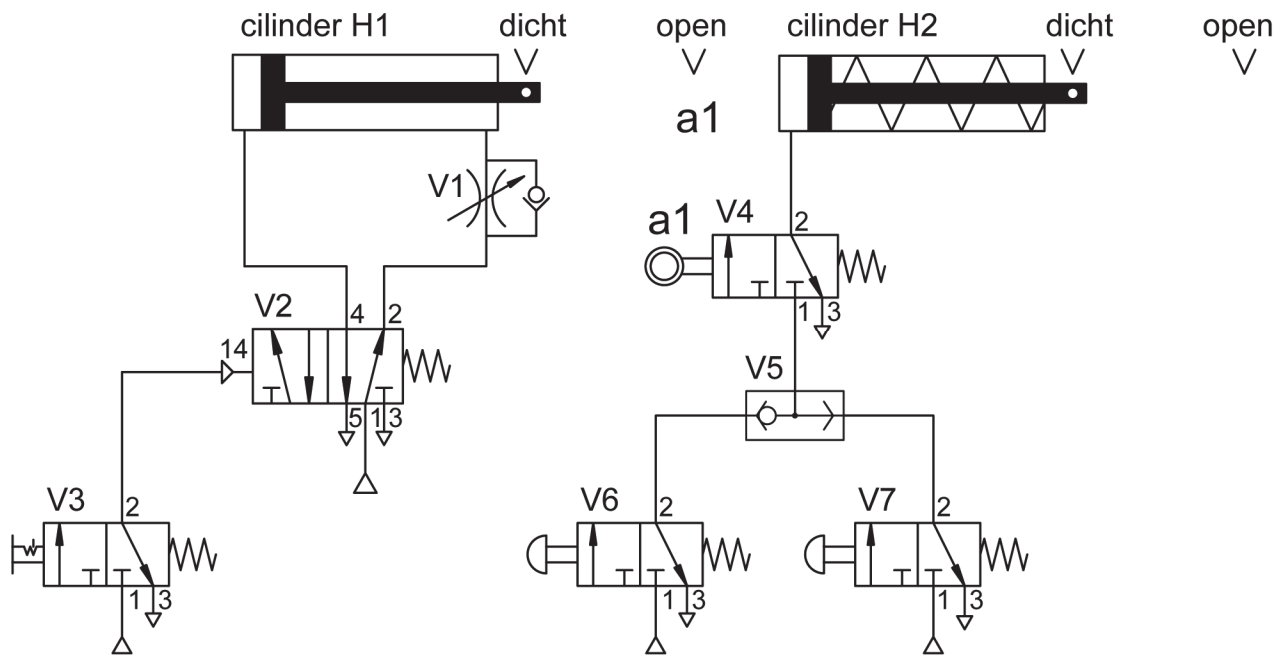 cilinder H1 dicht open cilinder H2 dicht open
a1
V1
a1 V4 2
V2 4 2 1 3
14
V5
5 1 3
V3 2 V6 2 V7 2
1 3 1 3 1 3